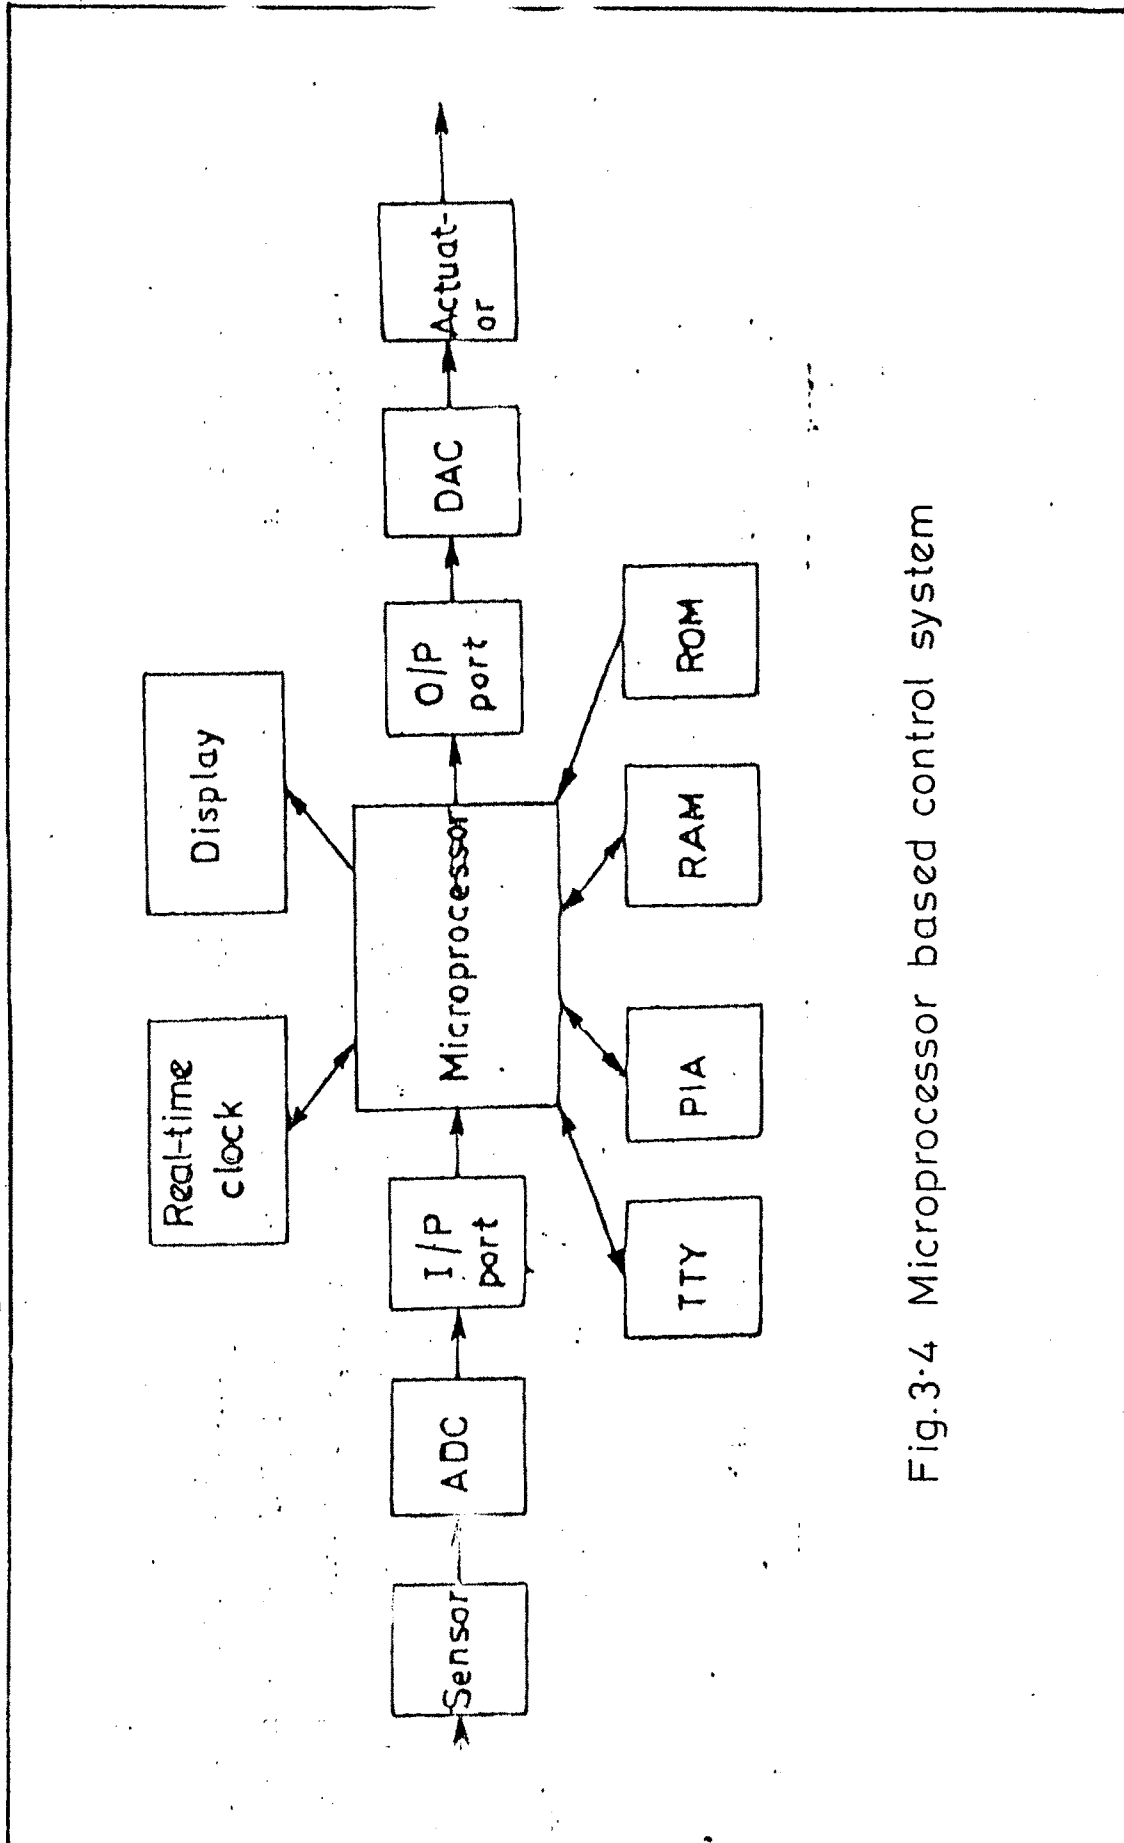 Real-time
clock
Display
Sensor
ADC
I/P
port
Microprocessor
O/P
port
DAC
Actuat-
or
TTY
PIA
RAM
ROM
Fig.3·4 Microprocessor based control system